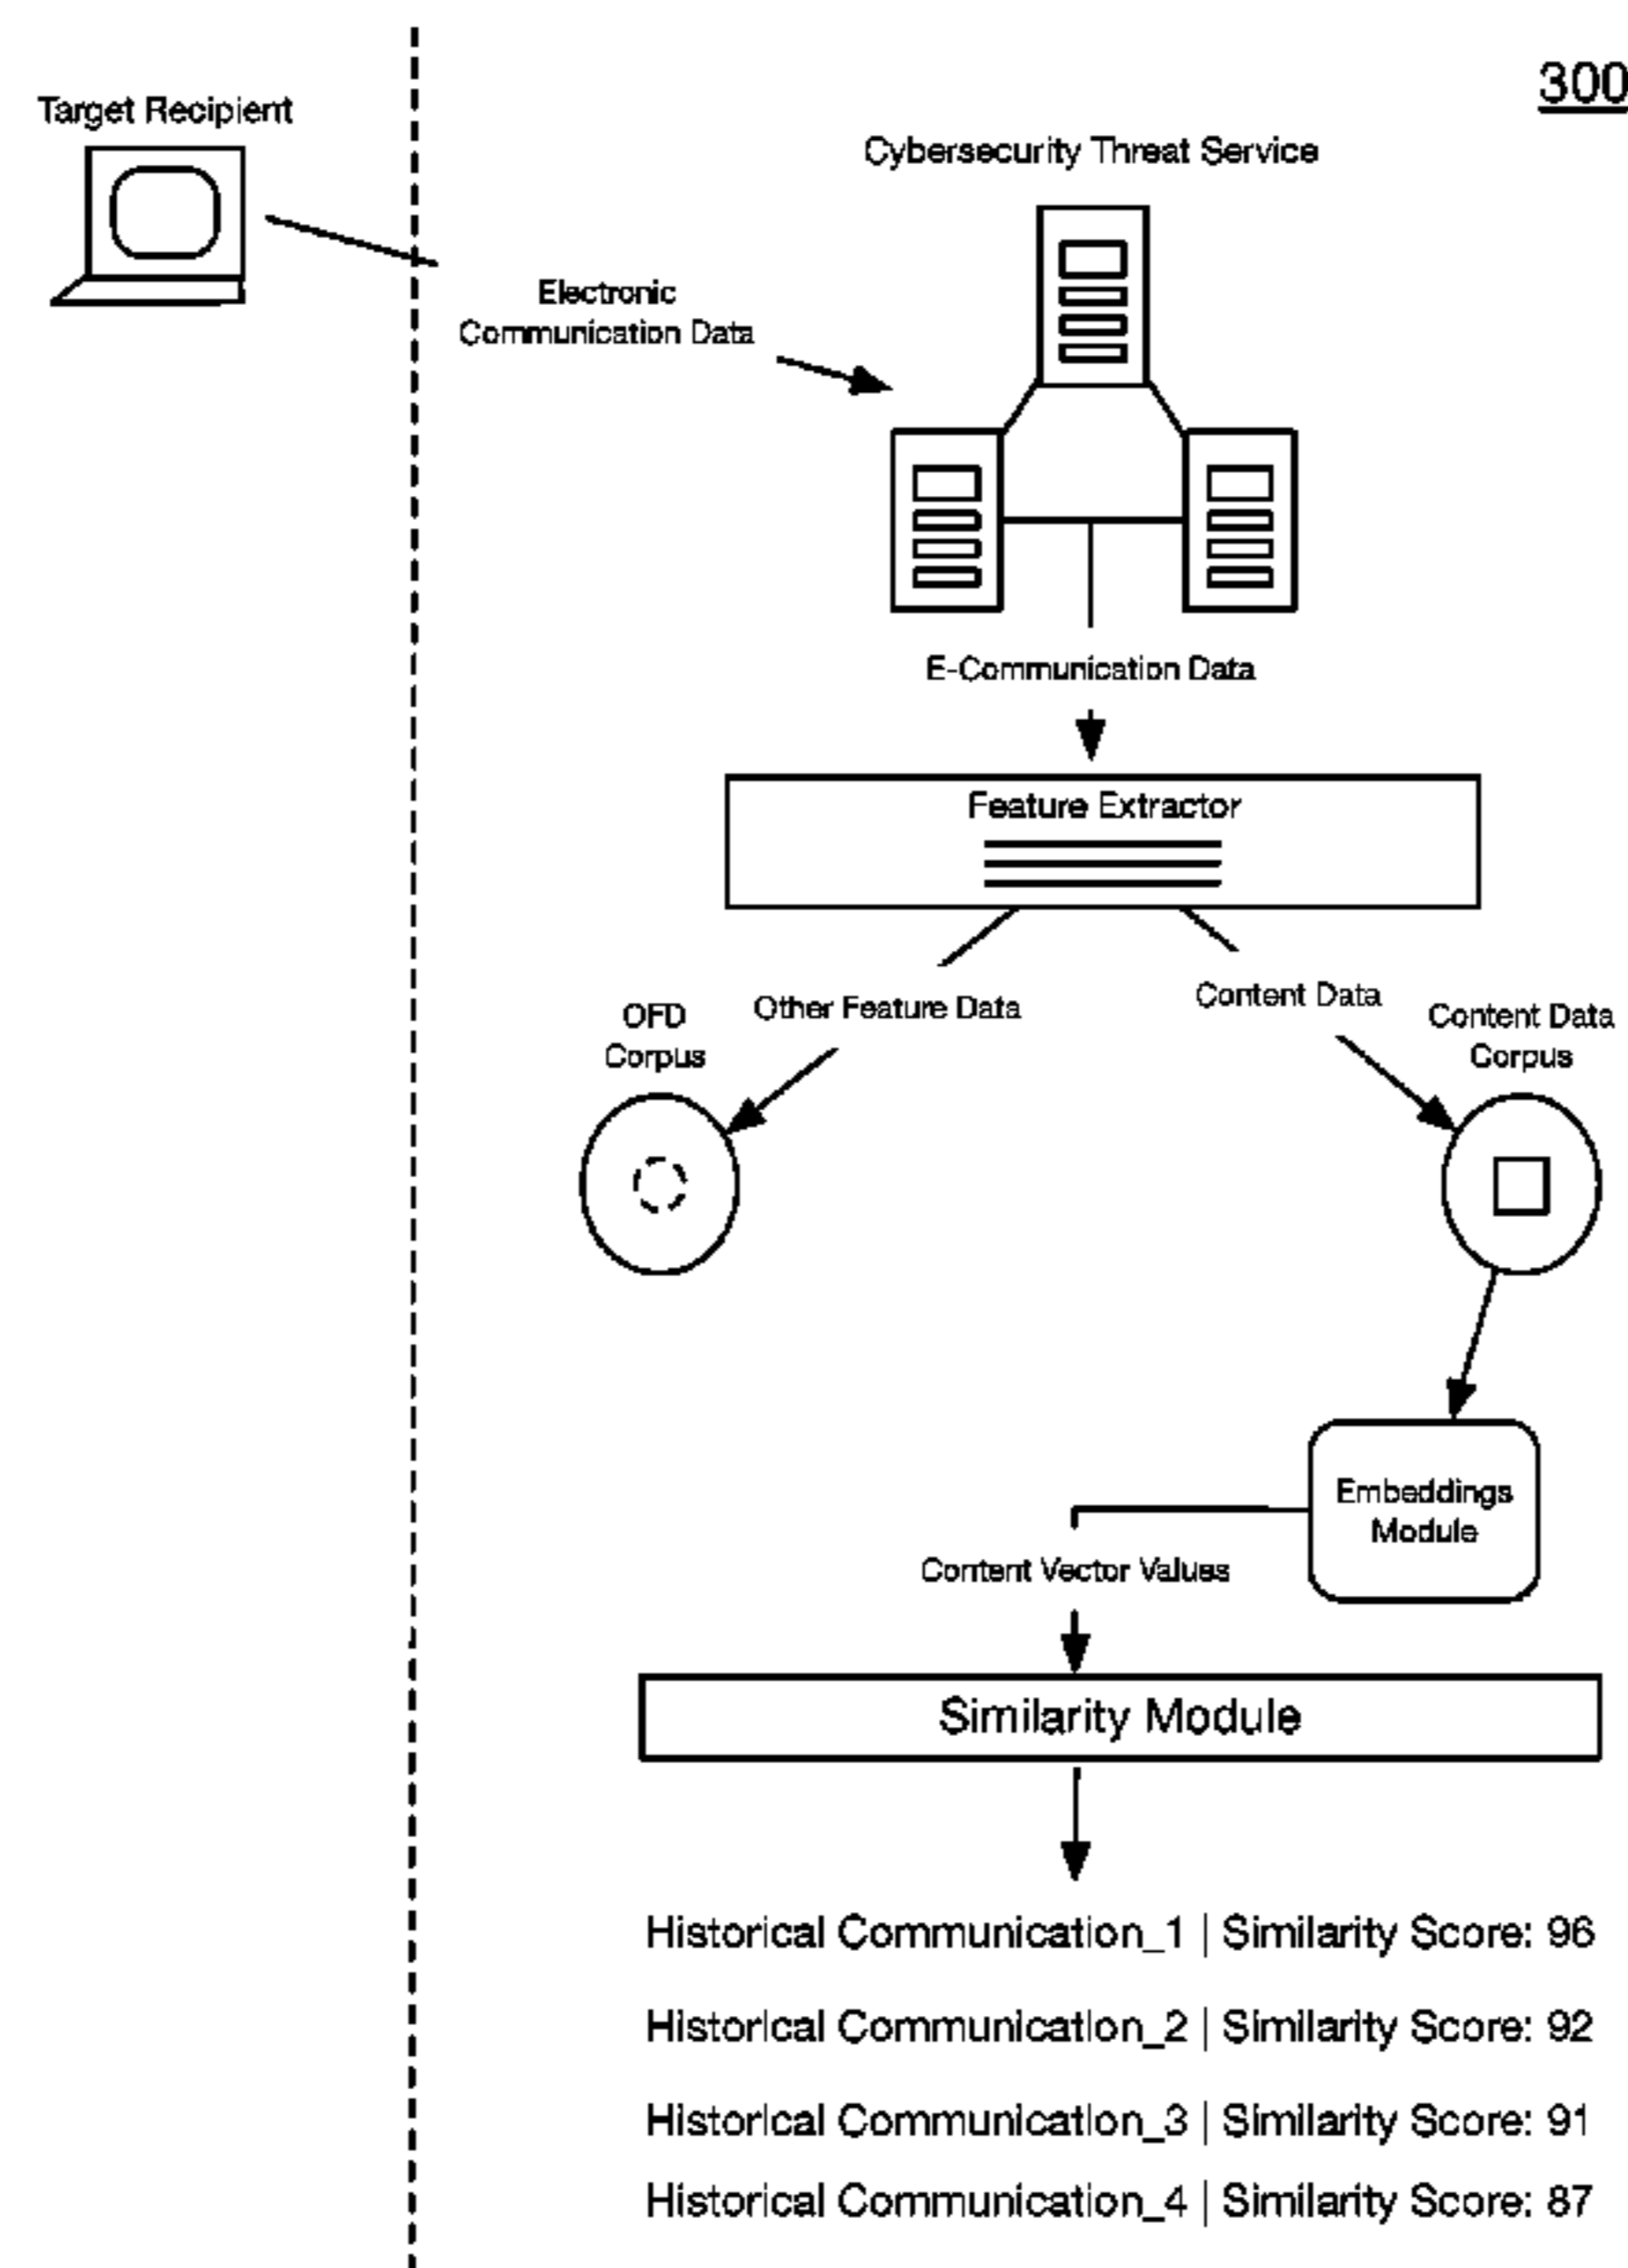 300
Target Recipient
Cybersecurity Threat Service
Electronic
Communication Data
E-Communication Data
Feature Extractor
Other Feature Data
Content Data
OFD
Corpus
Content Data
Corpus
Embeddings
Module
Content Vector Values
Similarity Module
Historical Communication_1 | Similarity Score: 96
Historical Communication_2 | Similarity Score: 92
Historical Communication_3 | Similarity Score: 91
Historical Communication_4 | Similarity Score: 87